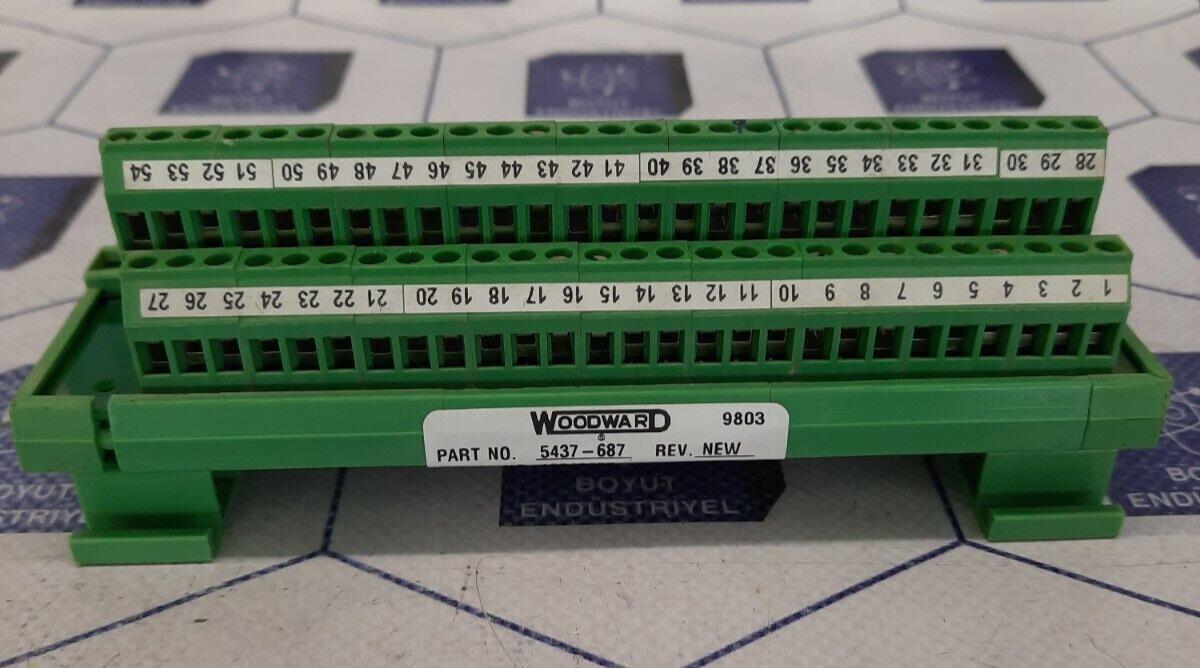 54 53 52 51 50 49 48 47 46 45 44 43 42 41 40 39 38 37 36 35 34 33 32 31 30 29 28
27 26 25 24 23 22 21 20 19 18 17 16 15 14 13 12 11 10 9 8 7 6 5 4 3 2 1
WOODWARD 9803
®
PART NO. 5437-687 REV. NEW
BOYUT
ENDUSTRIYEL
BOYUT
ENDUSTRIYEL